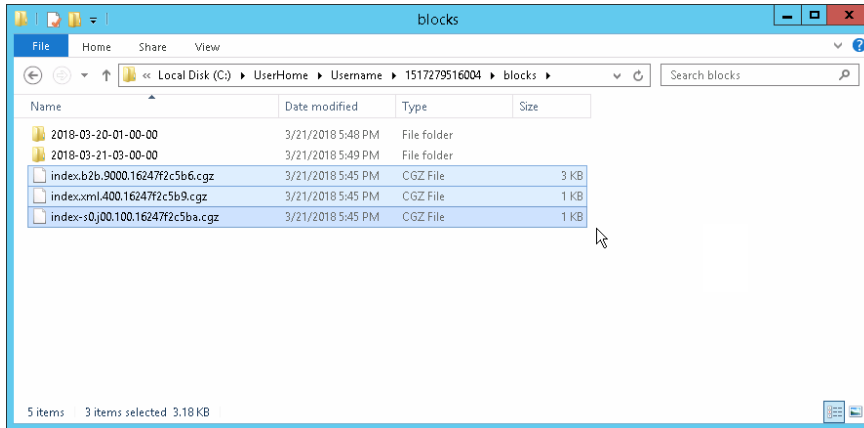 blocks
File Home Share View
« Local Disk (C:) UserHome Username 1517279516004 blocks Search blocks
Name Date modified Type Size
2018-03-20-01-00-00 3/21/2018 5:48 PM File folder
2018-03-21-03-00-00 3/21/2018 5:49 PM File folder
index.b2b.9000.16247f2c5b6.cgz 3/21/2018 5:45 PM CGZ File 3 KB
index.xml.400.16247f2c5b9.cgz 3/21/2018 5:45 PM CGZ File 1 KB
index-s0.j00.100.16247f2c5ba.cgz 3/21/2018 5:45 PM CGZ File 1 KB
5 items 3 items selected 3.18 KB